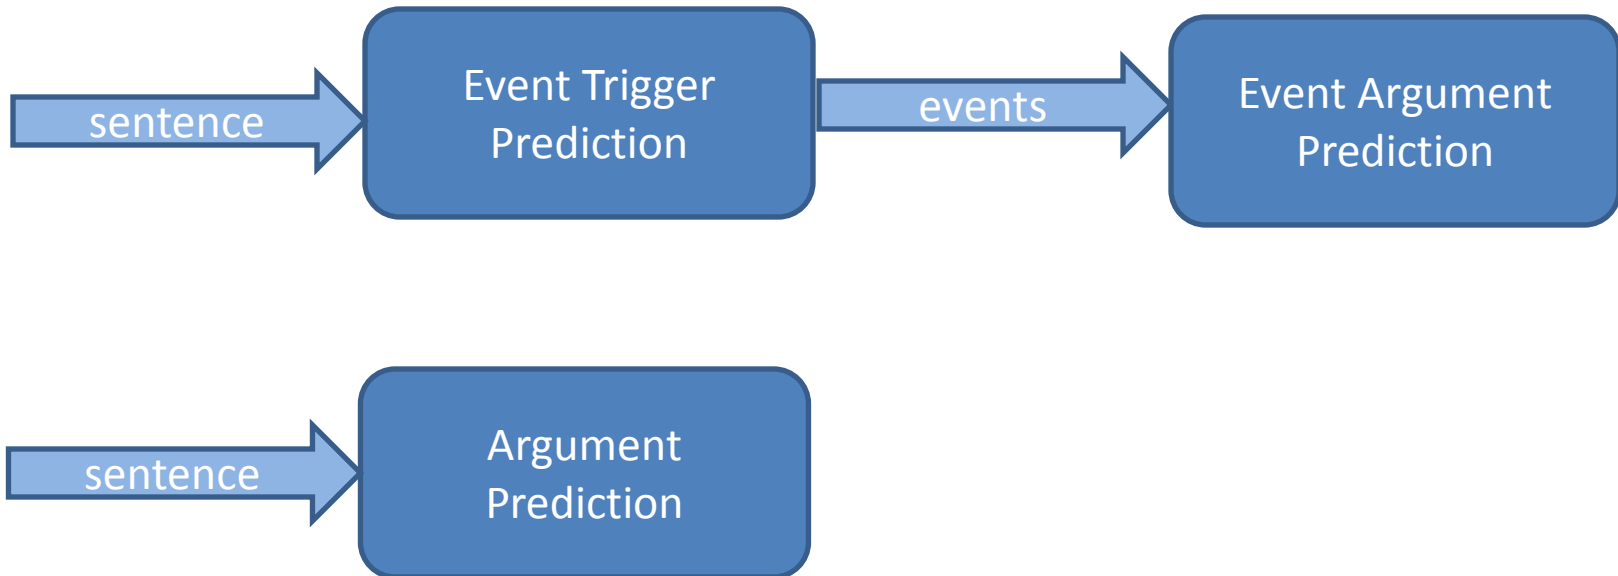 sentence
Event Trigger
Prediction
events
Event Argument
Prediction
sentence
Argument
Prediction